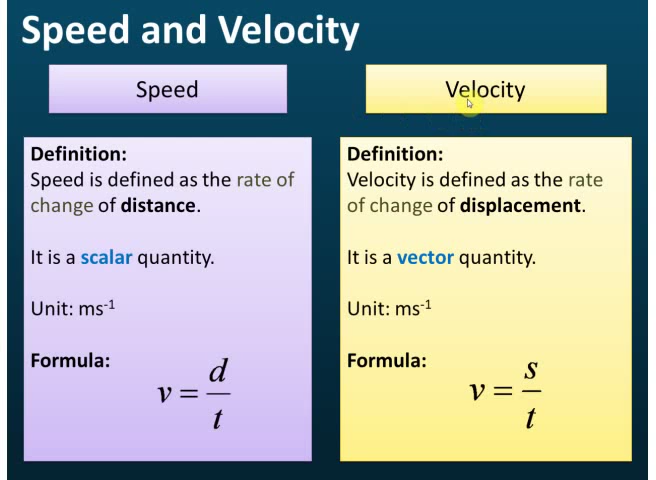 Speed and Velocity
Speed
Definition:
Speed is defined as the rate of
change of distance.
It is a scalar quantity.
Unit: ms⁻¹
Formula:
v = d/t
Velocity
Definition:
Velocity is defined as the rate
of change of displacement.
It is a vector quantity.
Unit: ms⁻¹
Formula:
v = s/t